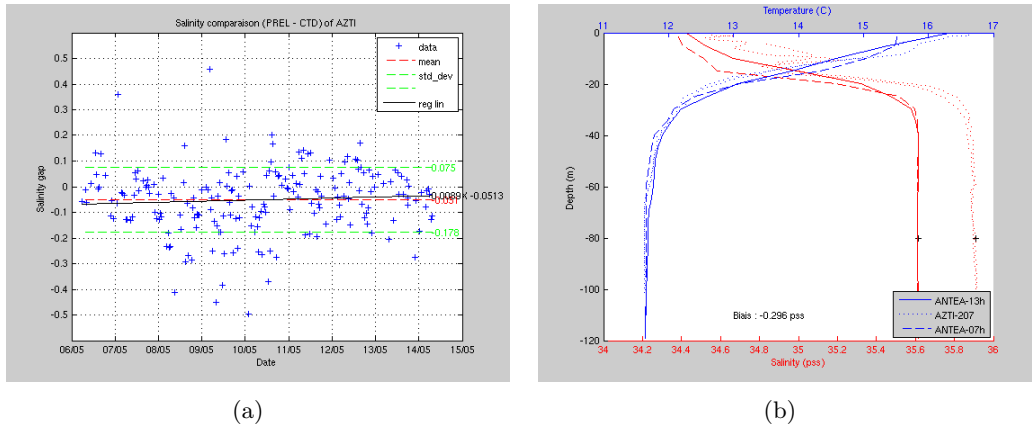 Salinity comparaison (PREL - CTD) of AZTI
0.5
0.4
0.3
0.2
0.1
0
-0.1
-0.2
-0.3
-0.4
-0.5
Salinity gap
data
mean
std_dev
reg lin
0.075
0.0089X -0.0513
-0.051
-0.178
06/05 07/05 08/05 09/05 10/05 11/05 12/05 13/05 14/05 15/05
Date
(a)
Temperature (C)
11 12 13 14 15 16 17
0
-20
-40
-60
-80
-100
-120
Depth (m)
Biais : -0.296 pss
ANTEA-13h
AZTI-207
ANTEA-07h
34 34.2 34.4 34.6 34.8 35 35.2 35.4 35.6 35.8 36
Salinity (pss)
(b)